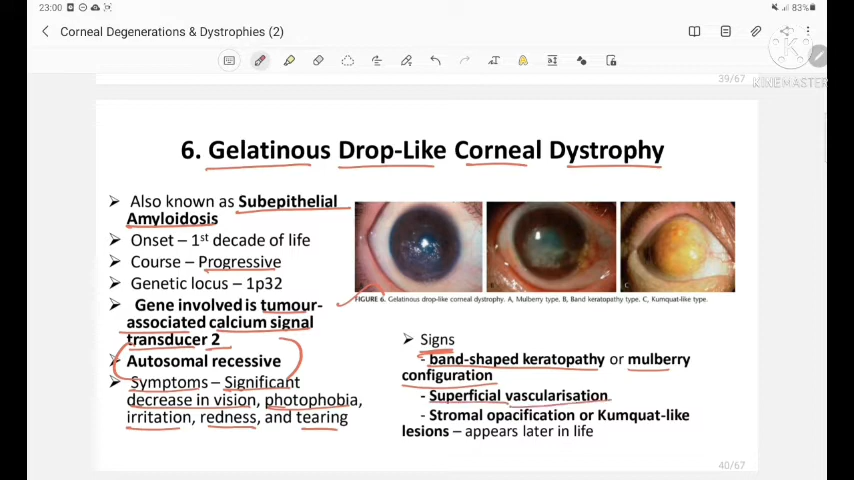 23:00
83%
Corneal Degenerations & Dystrophies (2)
39/67
KINEMASTER
6. Gelatinous Drop-Like Corneal Dystrophy
➢ Also known as Subepithelial
Amyloidosis
➢ Onset – 1st decade of life
➢ Course – Progressive
➢ Genetic locus – 1p32
➢ Gene involved is tumour-
associated calcium signal
transducer 2
➢ Autosomal recessive
➢ Symptoms – Significant
decrease in vision, photophobia,
irritation, redness, and tearing
FIGURE 6. Gelatinous drop-like corneal dystrophy. A, Mulberry type. B, Band keratopathy type. C, Kumquat-like type.
➢ Signs
- band-shaped keratopathy or mulberry
configuration
- Superficial vascularisation
- Stromal opacification or Kumquat-like
lesions – appears later in life
40/67